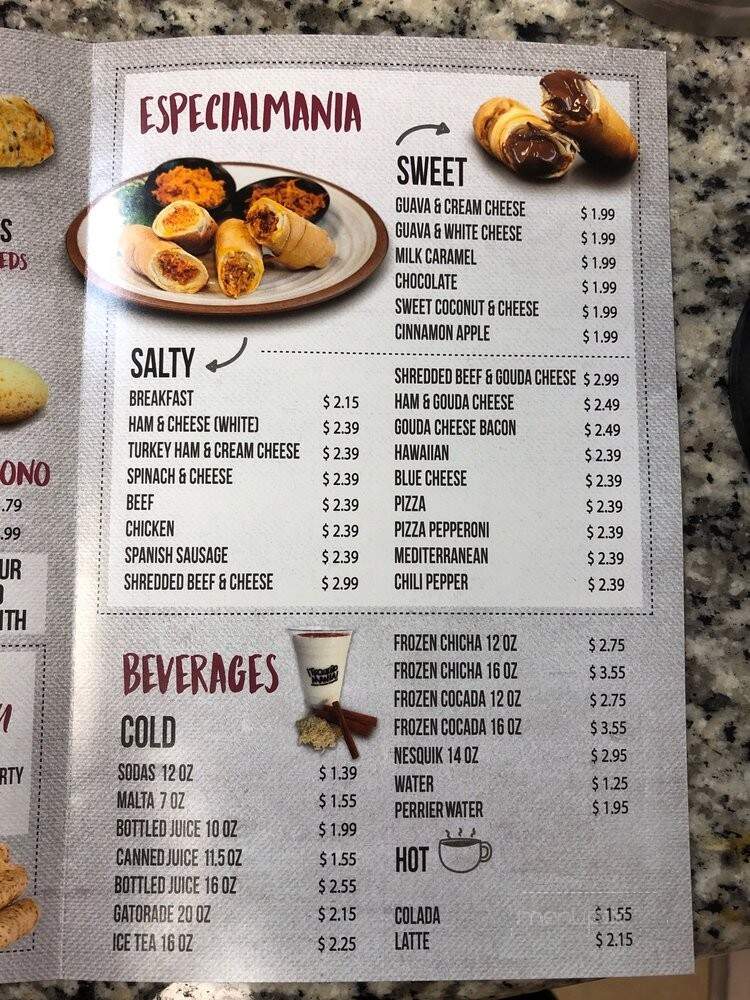 S
EDS
ONO
.79
.99
UR
ITH
RTY
ESPECIALMANIA
SWEET
GUAVA & CREAM CHEESE $ 1.99
GUAVA & WHITE CHEESE $ 1.99
MILK CARAMEL $ 1.99
CHOCOLATE $ 1.99
SWEET COCONUT & CHEESE $ 1.99
CINNAMON APPLE $ 1.99
SALTY
BREAKFAST $ 2.15
HAM & CHEESE (WHITE) $ 2.39
TURKEY HAM & CREAM CHEESE $ 2.39
SPINACH & CHEESE $ 2.39
BEEF $ 2.39
CHICKEN $ 2.39
SPANISH SAUSAGE $ 2.39
SHREDDED BEEF & CHEESE $ 2.99
SHREDDED BEEF & GOUDA CHEESE $ 2.99
HAM & GOUDA CHEESE $ 2.49
GOUDA CHEESE BACON $ 2.49
HAWAIIAN $ 2.39
BLUE CHEESE $ 2.39
PIZZA $ 2.39
PIZZA PEPPERONI $ 2.39
MEDITERRANEAN $ 2.39
CHILI PEPPER $ 2.39
BEVERAGES
COLD
SODAS 12 OZ $ 1.39
MALTA 7 OZ $ 1.55
BOTTLED JUICE 10 OZ $ 1.99
CANNED JUICE 11.5 OZ $ 1.55
BOTTLED JUICE 16 OZ $ 2.55
GATORADE 20 OZ $ 2.15
ICE TEA 16 OZ $ 2.25
FROZEN CHICHA 12 OZ $ 2.75
FROZEN CHICHA 16 OZ $ 3.55
FROZEN COCADA 12 OZ $ 2.75
FROZEN COCADA 16 OZ $ 3.55
NESQUIK 14 OZ $ 2.95
WATER $ 1.25
PERRIER WATER $ 1.95
HOT
COLADA $ 1.55
LATTE $ 2.15